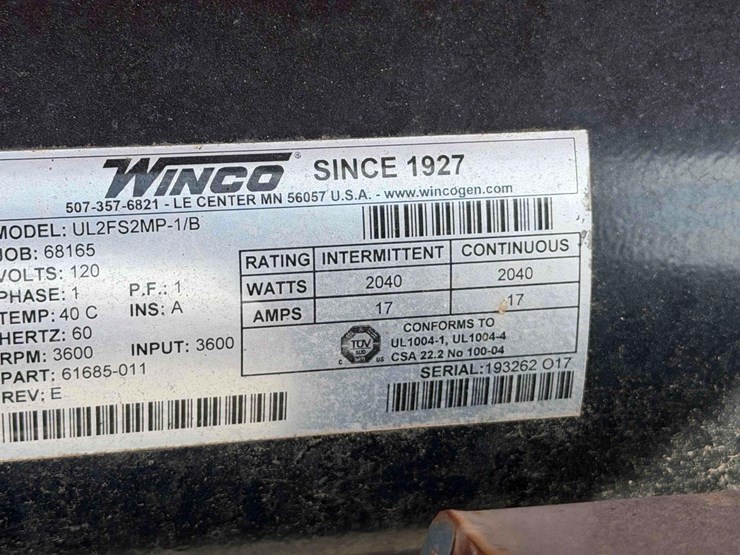 WINCO® SINCE 1927
507-357-6821 - LE CENTER MN 56057 U.S.A. - www.wincogen.com
MODEL: UL2FS2MP-1/B
JOB: 68165
VOLTS: 120
PHASE: 1 P.F.: 1
TEMP: 40 C INS: A
HERTZ: 60
RPM: 3600 INPUT: 3600
PART: 61685-011
REV; E
RATING INTERMITTENT CONTINUOUS
WATTS 2040 2040
AMPS 17 17
TÜV
SÜD
C US
CONFORMS TO
UL1004-1, UL1004-4
CSA 22.2 No 100-04
SERIAL:193262 O17